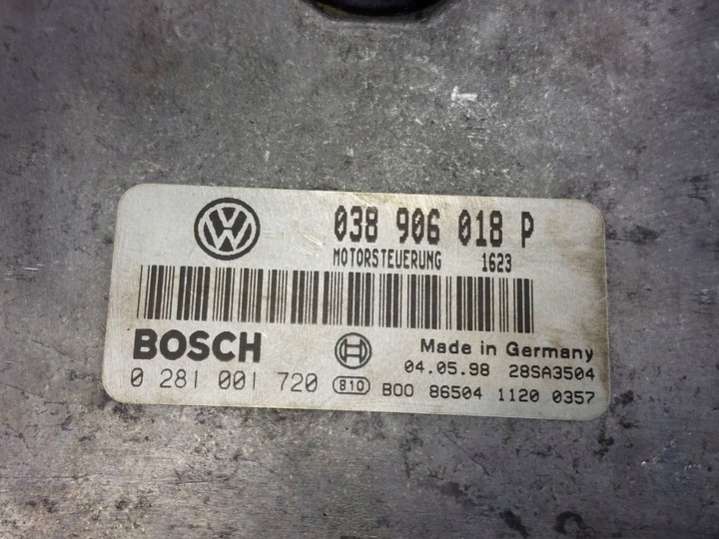 038 906 018 P
MOTORSTEUERUNG 1623
BOSCH
Made in Germany
04.05.98 28SA3504
0 281 001 720 810 B00 86504 1120 0357